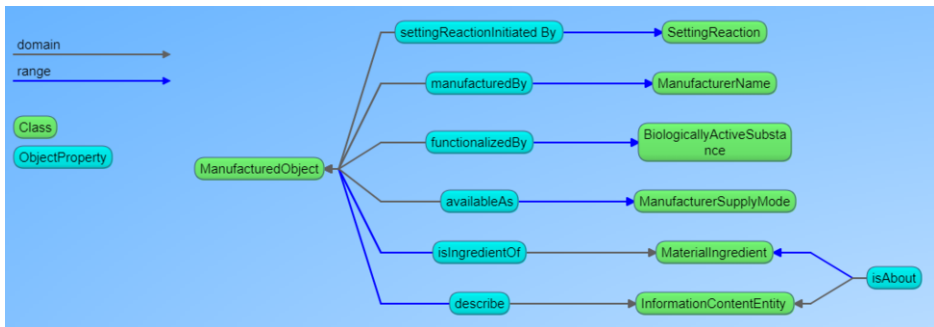 domain
range
Class
ObjectProperty
ManufacturedObject
settingReactionInitiated By
SettingReaction
manufacturedBy
ManufacturerName
functionalizedBy
BiologicallyActiveSubsta
nce
availableAs
ManufacturerSupplyMode
isIngredientOf
MaterialIngredient
isAbout
describe
InformationContentEntity